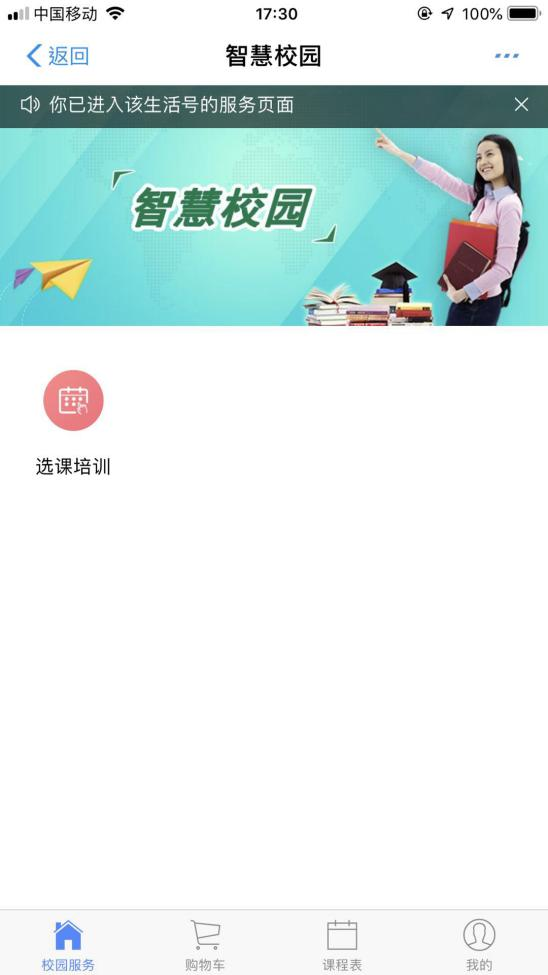 中国移动 17:30 100%
返回 智慧校园
你已进入该生活号的服务页面
智慧校园
选课培训
校园服务 购物车 课程表 我的